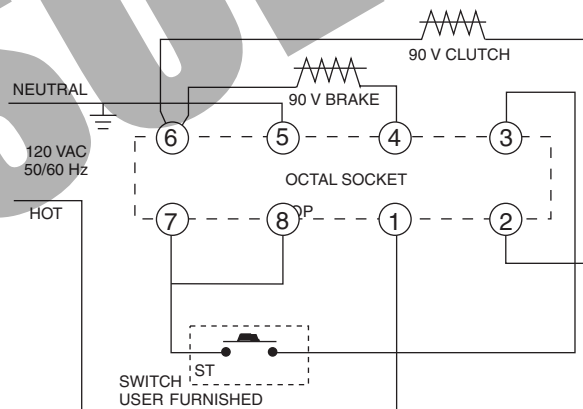 90 V CLUTCH
NEUTRAL
90 V BRAKE
6 5 4 3
120 VAC
50/60 Hz
OCTAL SOCKET
HOT
7 8 OP 1 2
ST
SWITCH
USER FURNISHED